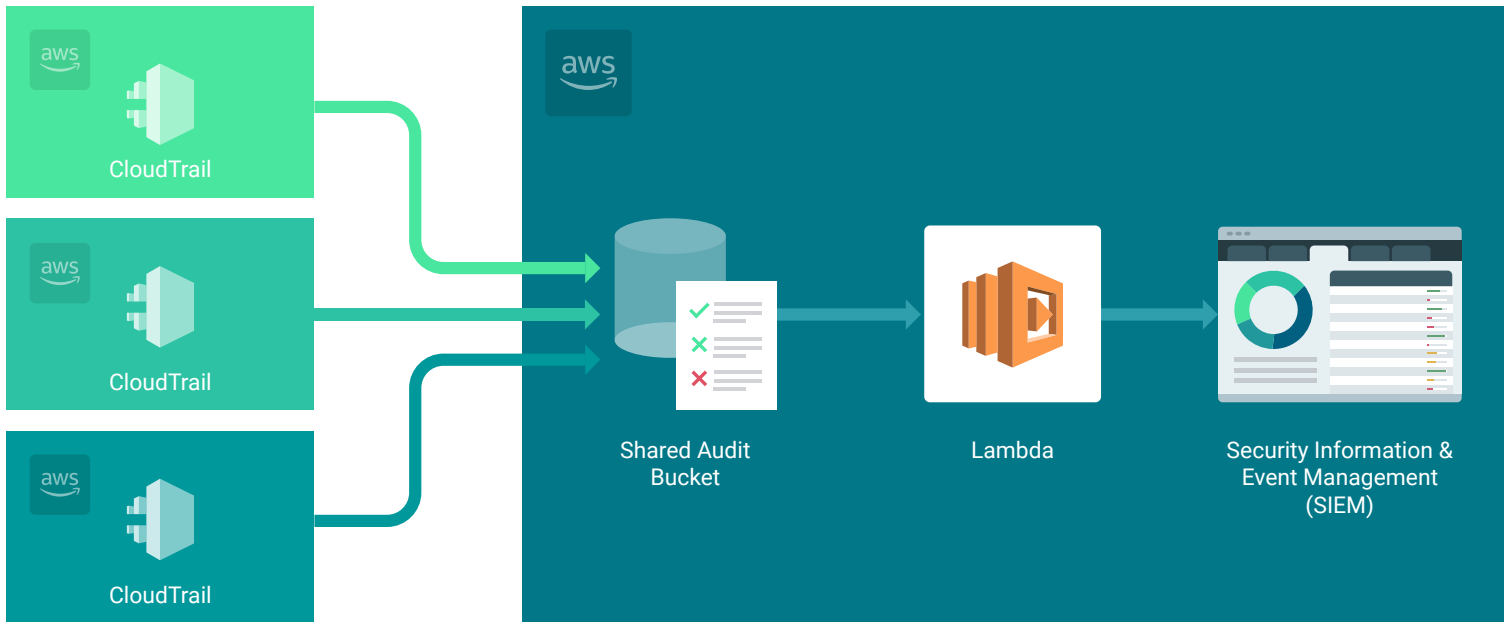 aws
CloudTrail
aws
CloudTrail
aws
CloudTrail
aws
Shared Audit
Bucket
Lambda
Security Information &
Event Management
(SIEM)